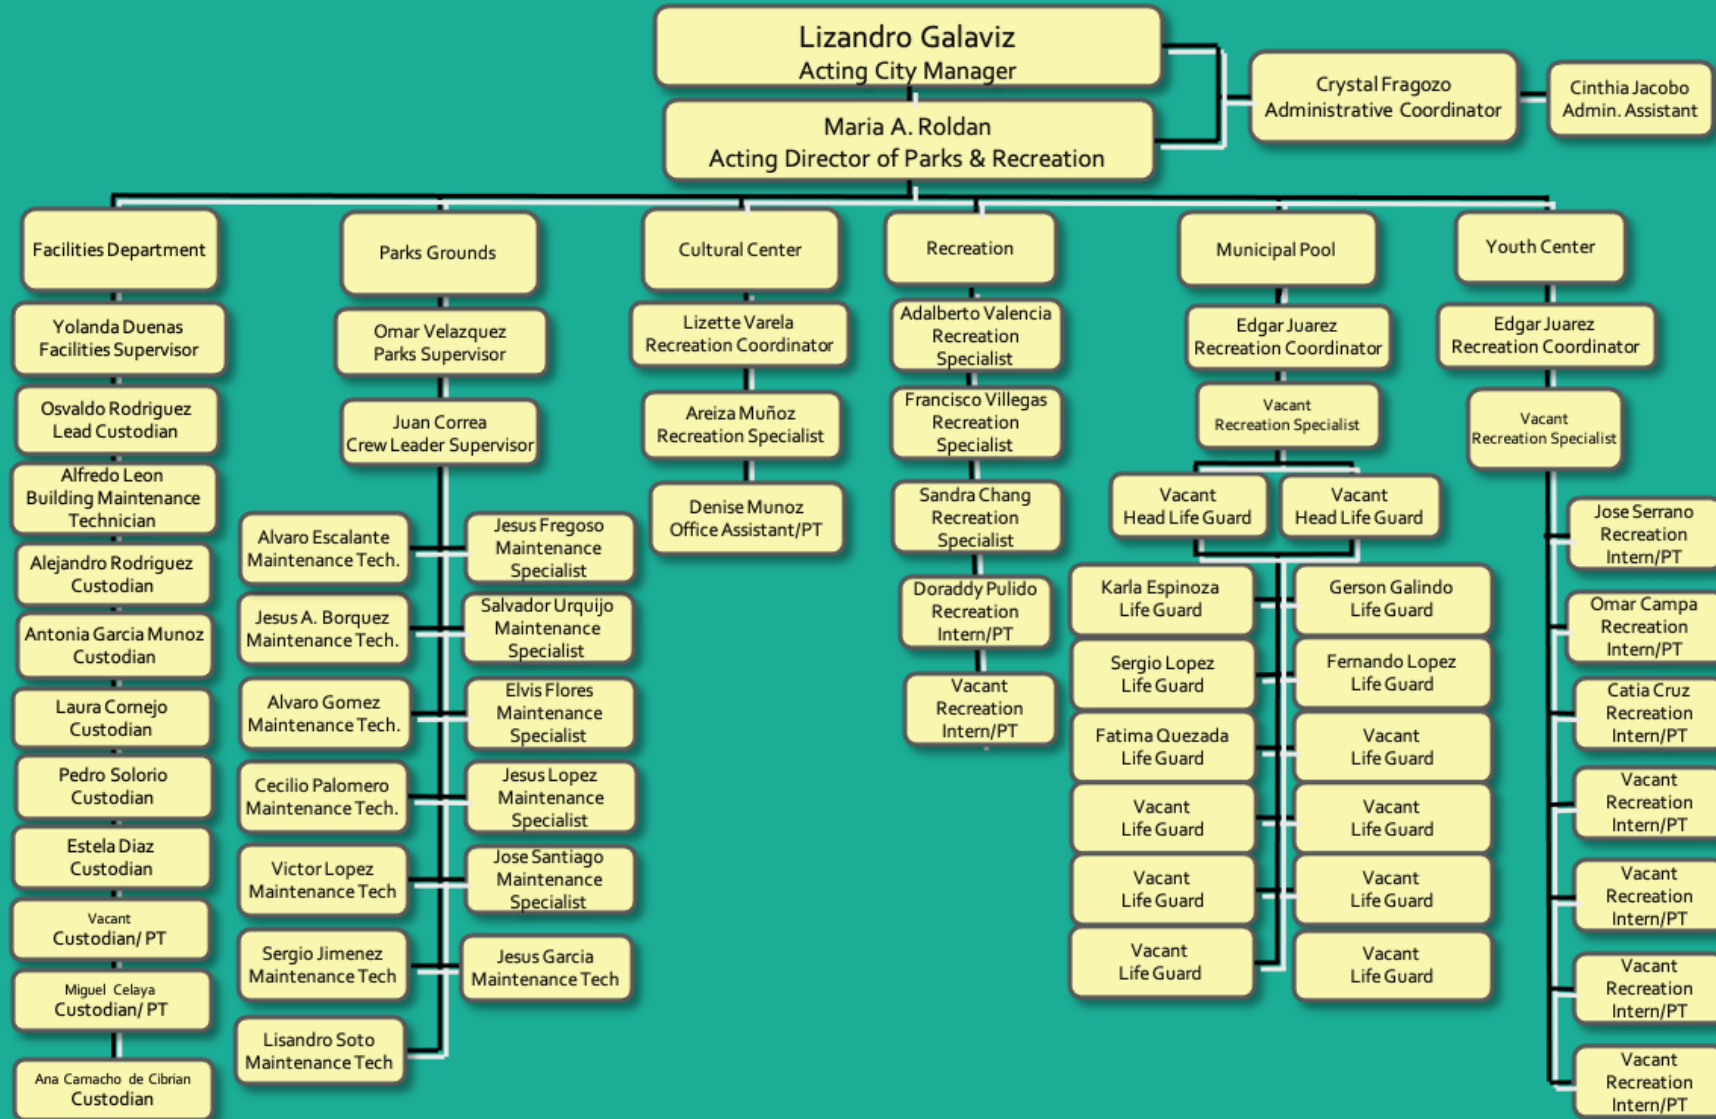 Lizandro Galaviz
Acting City Manager
Maria A. Roldan
Acting Director of Parks & Recreation
Crystal Fragozo
Administrative Coordinator
Cinthia Jacobo
Admin. Assistant
Facilities Department
Yolanda Duenas
Facilities Supervisor
Osvaldo Rodriguez
Lead Custodian
Alfredo Leon
Building Maintenance
Technician
Alejandro Rodriguez
Custodian
Antonia Garcia Munoz
Custodian
Laura Cornejo
Custodian
Pedro Solorio
Custodian
Estela Diaz
Custodian
Vacant
Custodian/ PT
Miguel Celaya
Custodian/ PT
Ana Camacho de Cibrian
Custodian
Parks Grounds
Omar Velazquez
Parks Supervisor
Juan Correa
Crew Leader Supervisor
Alvaro Escalante
Maintenance Tech.
Jesus A. Borquez
Maintenance Tech.
Alvaro Gomez
Maintenance Tech.
Cecilio Palomero
Maintenance Tech.
Victor Lopez
Maintenance Tech
Sergio Jimenez
Maintenance Tech
Lisandro Soto
Maintenance Tech
Jesus Fregoso
Maintenance
Specialist
Salvador Urquijo
Maintenance
Specialist
Elvis Flores
Maintenance
Specialist
Jesus Lopez
Maintenance
Specialist
Jose Santiago
Maintenance
Specialist
Jesus Garcia
Maintenance Tech
Cultural Center
Lizette Varela
Recreation Coordinator
Areiza Muñoz
Recreation Specialist
Denise Munoz
Office Assistant/PT
Recreation
Adalberto Valencia
Recreation
Specialist
Francisco Villegas
Recreation
Specialist
Sandra Chang
Recreation
Specialist
Doraddy Pulido
Recreation
Intern/PT
Vacant
Recreation
Intern/PT
Municipal Pool
Edgar Juarez
Recreation Coordinator
Vacant
Recreation Specialist
Vacant
Head Life Guard
Vacant
Head Life Guard
Karla Espinoza
Life Guard
Sergio Lopez
Life Guard
Fatima Quezada
Life Guard
Vacant
Life Guard
Vacant
Life Guard
Vacant
Life Guard
Gerson Galindo
Life Guard
Fernando Lopez
Life Guard
Vacant
Life Guard
Vacant
Life Guard
Vacant
Life Guard
Vacant
Life Guard
Youth Center
Edgar Juarez
Recreation Coordinator
Vacant
Recreation Specialist
Jose Serrano
Recreation
Intern/PT
Omar Campa
Recreation
Intern/PT
Catia Cruz
Recreation
Intern/PT
Vacant
Recreation
Intern/PT
Vacant
Recreation
Intern/PT
Vacant
Recreation
Intern/PT
Vacant
Recreation
Intern/PT